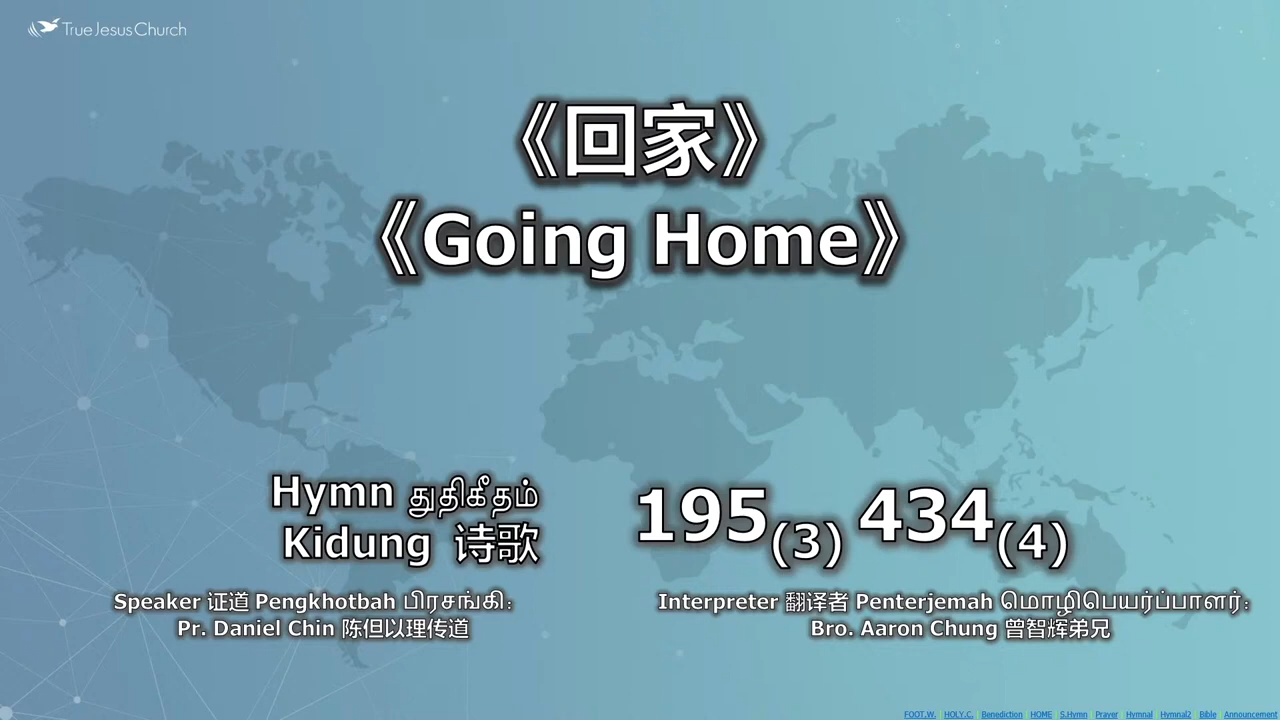 True Jesus Church
《回家》
《Going Home》
Hymn துதிகீதம்
Kidung 诗歌
195(3) 434(4)
Speaker 证道 Pengkhotbah பிரசங்கி:
Pr. Daniel Chin 陈但以理传道
Interpreter 翻译者 Penterjemah மொழிபெயர்ப்பாளர்:
Bro. Aaron Chung 曾智辉弟兄
FOOT.W. | HOLY.C. | Benediction | HOME | S.Hymn | Prayer | Hymnal | Hymnal2 | Bible | Announcement